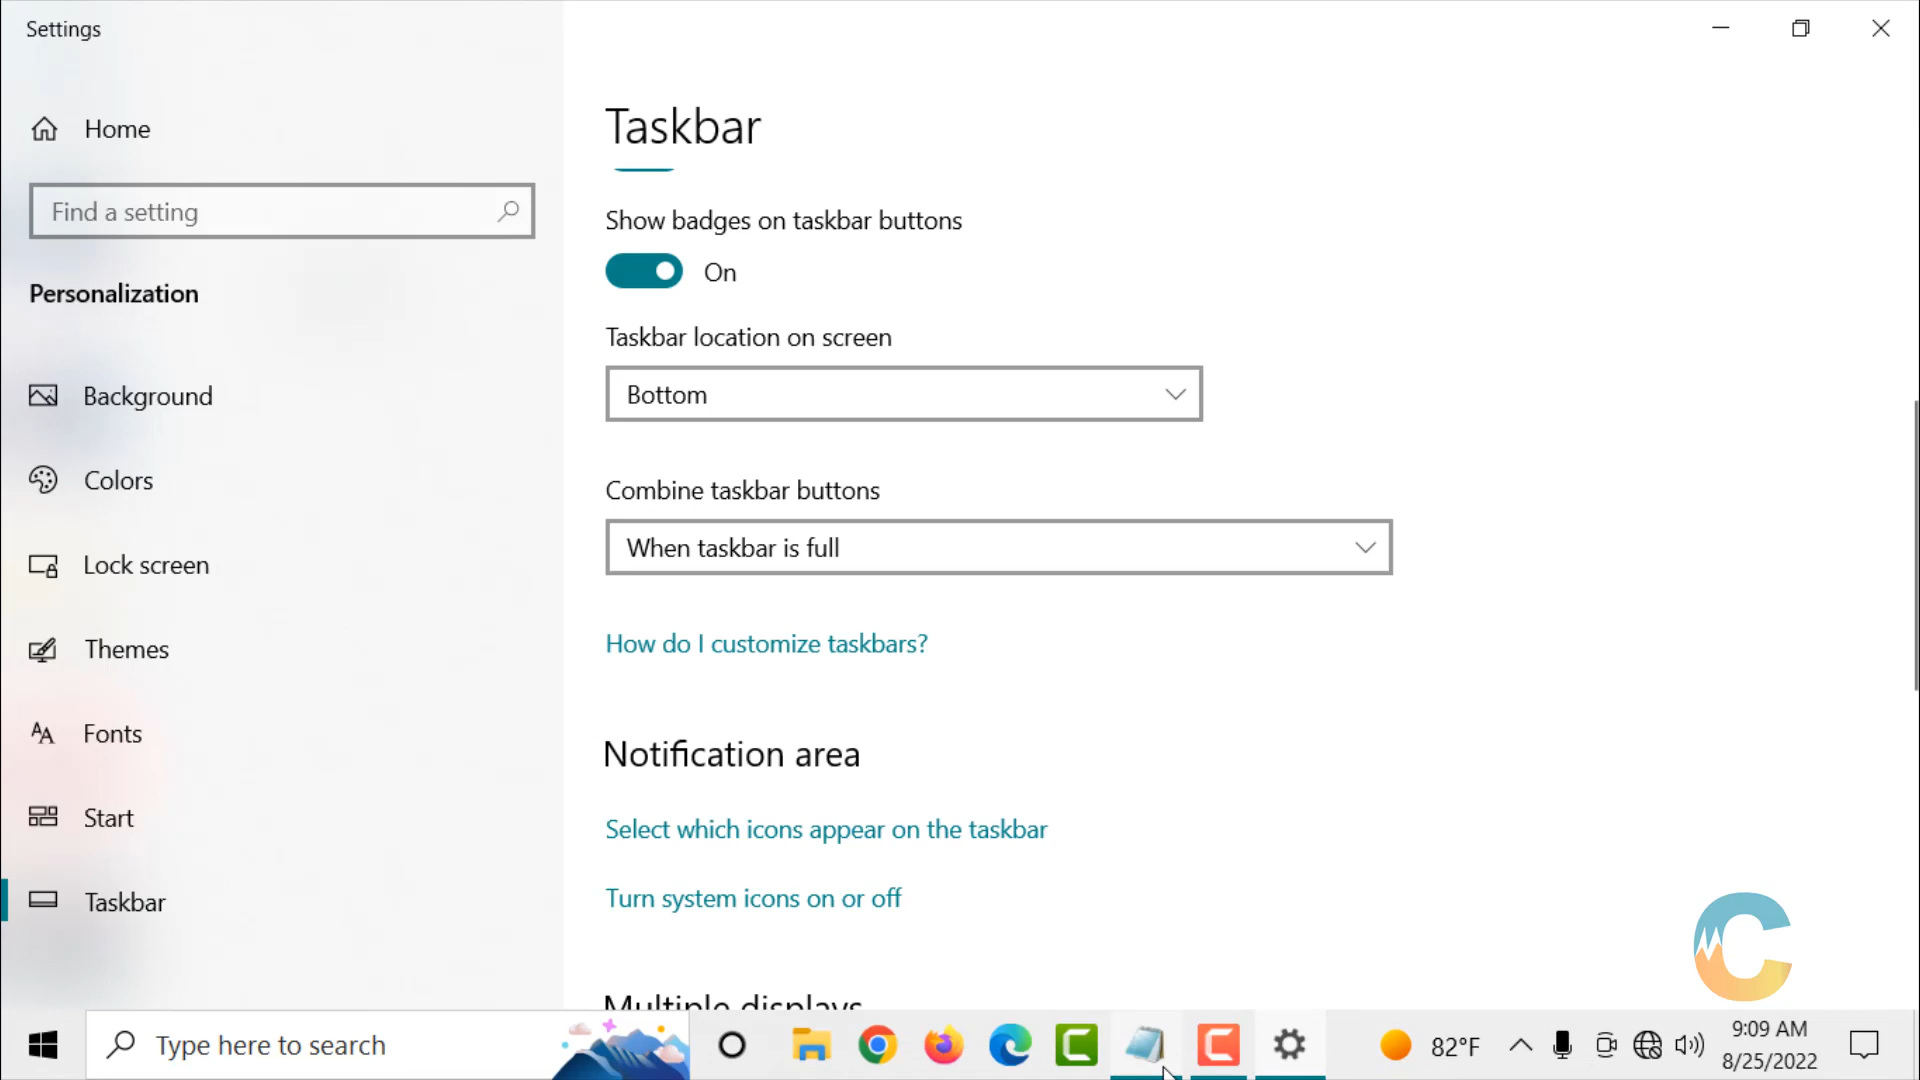 Settings
Home
Find a setting
Personalization
Background
Colors
Lock screen
Themes
Fonts
Start
Taskbar
Taskbar
Show badges on taskbar buttons
On
Taskbar location on screen
Bottom
Combine taskbar buttons
When taskbar is full
How do I customize taskbars?
Notification area
Select which icons appear on the taskbar
Turn system icons on or off
Multiple displays
Type here to search
82°F
9:09 AM
8/25/2022